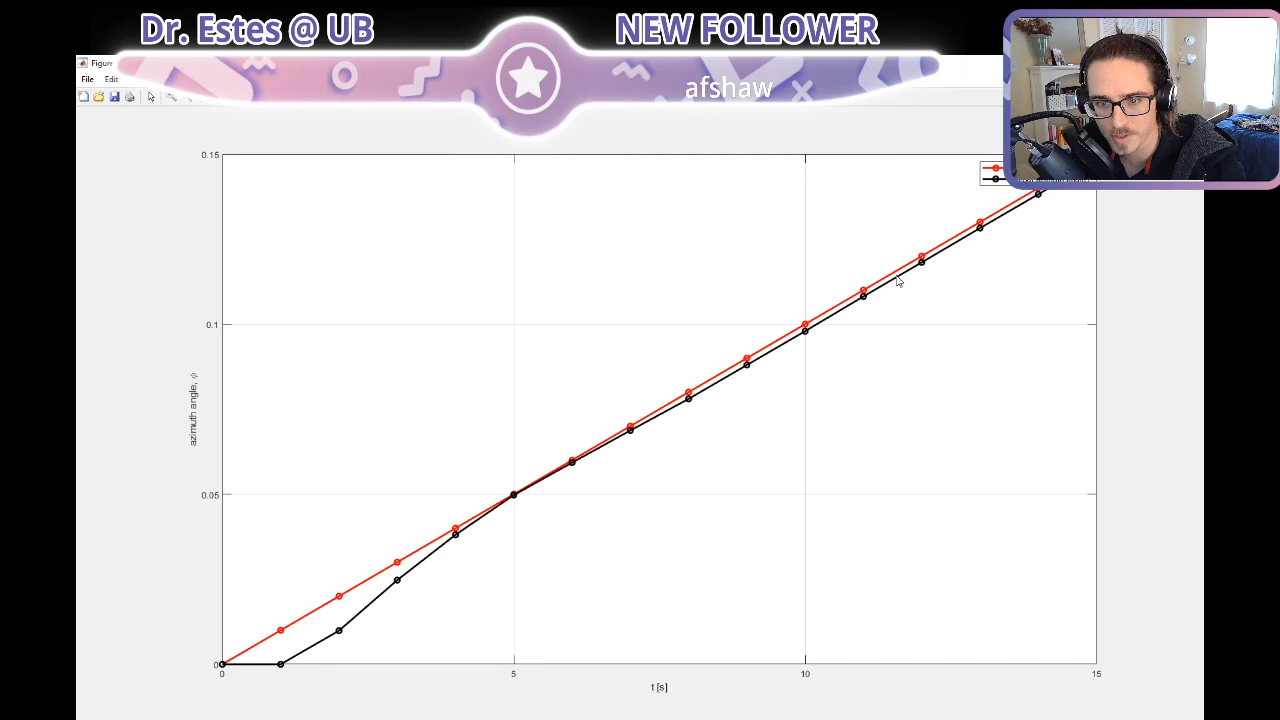 Dr. Estes @ UB
NEW FOLLOWER
afshaw
Figure
File Edit
0.15
0.1
0.05
0
azimuth angle, ϕ
0 5 10 15
t [s]